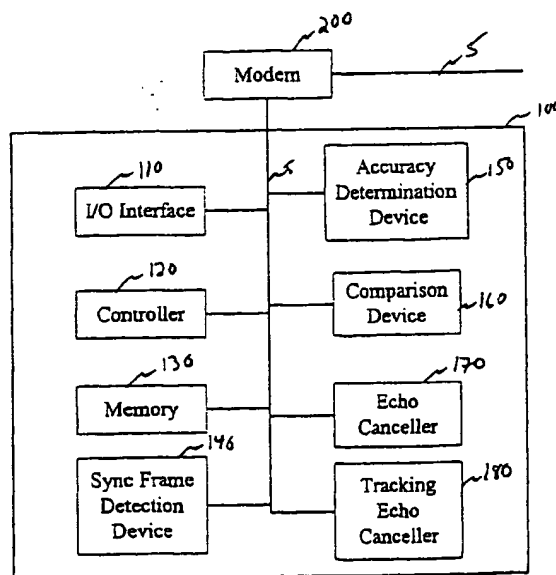 200
5
Modem
100
110
5
Accuracy
Determination
Device
150
I/O Interface
120
Controller
Comparison
Device
160
130
170
Memory
Echo
Canceller
146
180
Sync Frame
Detection
Device
Tracking
Echo
Canceller